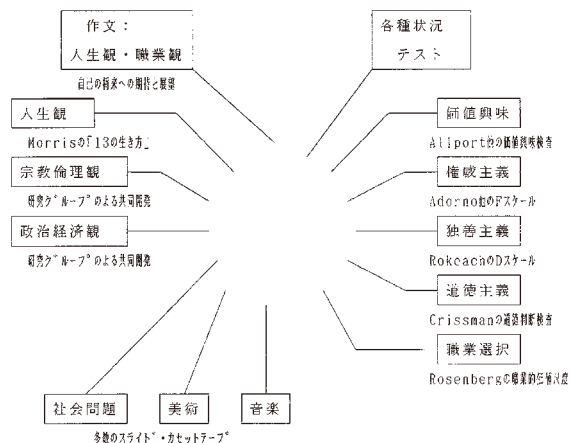 作文：
人生観・職業観
自己の将来への期待と展望
各種状況
テスト
人生観
Morrisの「13の生き方」
宗教倫理観
研究グループによる共同開発
政治経済観
研究グループによる共同開発
価値興味
Allport他の価値興味検査
権威主義
Adorno他のFスケール
独善主義
RokeachのDスケール
道徳主義
Crissmanの道徳判断検査
職業選択
Rosenbergの職業的価値尺度
社会問題
美術
音楽
多数のスライド・カセットテープ